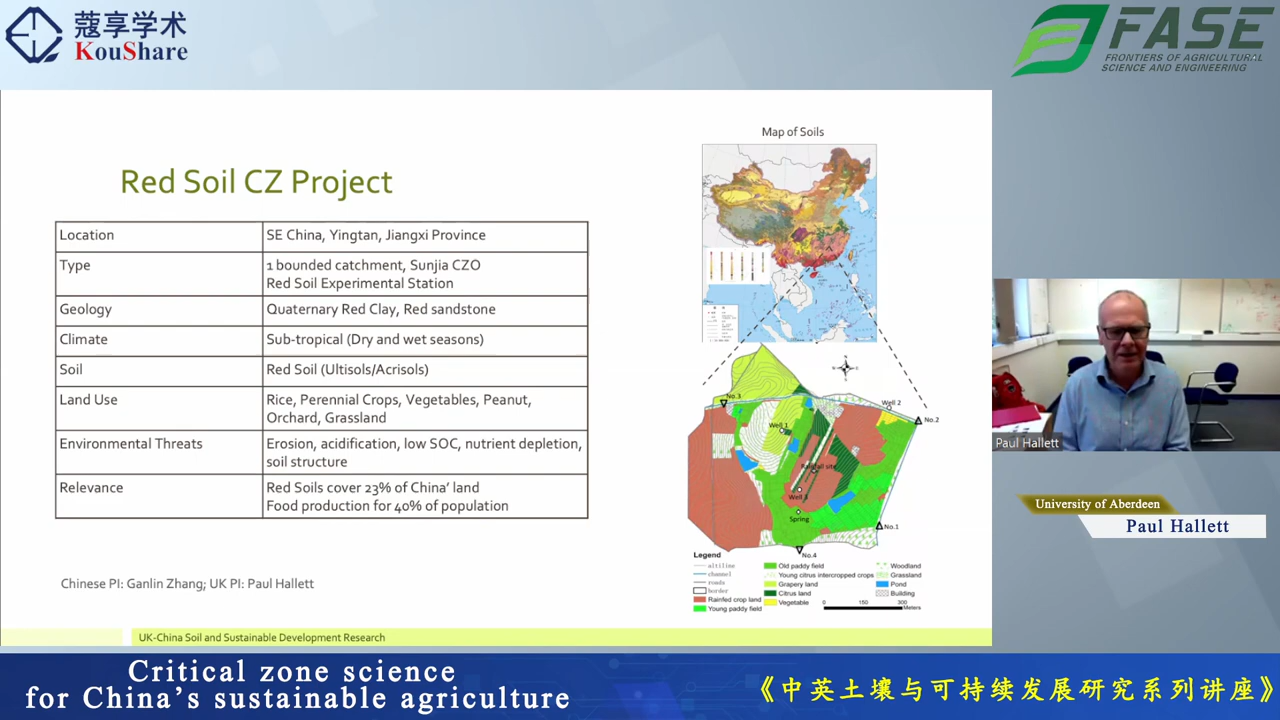 蔻享学术
KouShare
FASE
FRONTIERS OF AGRICULTURAL
SCIENCE AND ENGINEERING
Red Soil CZ Project
Location
SE China, Yingtan, Jiangxi Province
Type
1 bounded catchment, Sunjia CZO
Red Soil Experimental Station
Geology
Quaternary Red Clay, Red sandstone
Climate
Sub-tropical (Dry and wet seasons)
Soil
Red Soil (Ultisols/Acrisols)
Land Use
Rice, Perennial Crops, Vegetables, Peanut,
Orchard, Grassland
Environmental Threats
Erosion, acidification, low SOC, nutrient depletion,
soil structure
Relevance
Red Soils cover 23% of China' land
Food production for 40% of population
Chinese PI: Ganlin Zhang, UK PI: Paul Hallett
UK-China Soil and Sustainable Development Research
Map of Soils
No.3
Well 2
No.2
Well 1
Rainfall site
Well 3
Spring
No.1
No.4
Legend
altiline
channel
roads
border
Rainfed crop land
Young paddy field
Old paddy field
Young citrus intercropped crops
Grapery land
Citrus land
Vegetable
Woodland
Grassland
Pond
Building
0 150 300
Meters
Paul Hallett
University of Aberdeen
Paul Hallett
Critical zone science
for China's sustainable agriculture
《中英土壤与可持续发展研究系列讲座》